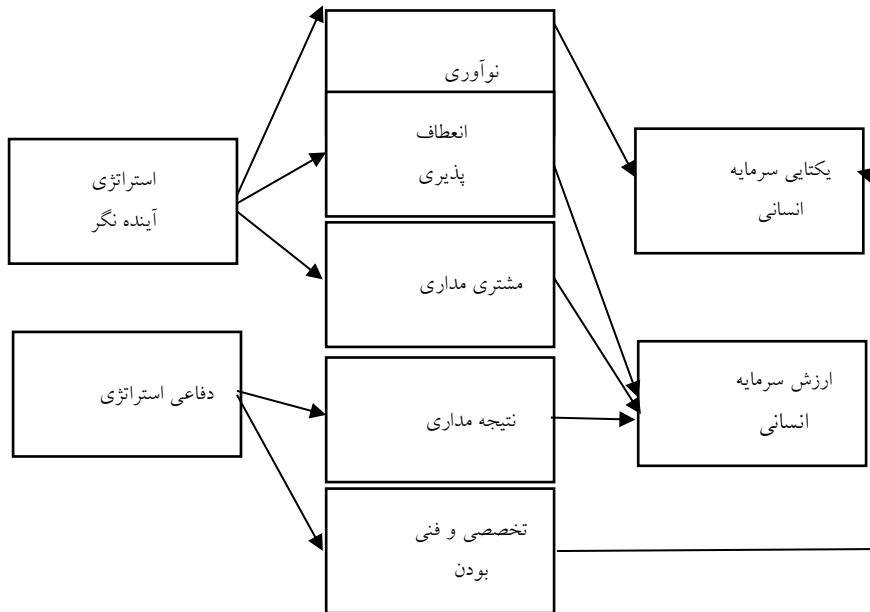 نوآوری
انعطاف
پذیری
یکتایی سرمایه
انسانی
استراتژی
آینده نگر
مشتری مداری
ارزش سرمایه
انسانی
دفاعی استراتژی
نتیجه مداری
تخصصی و فنی
بودن